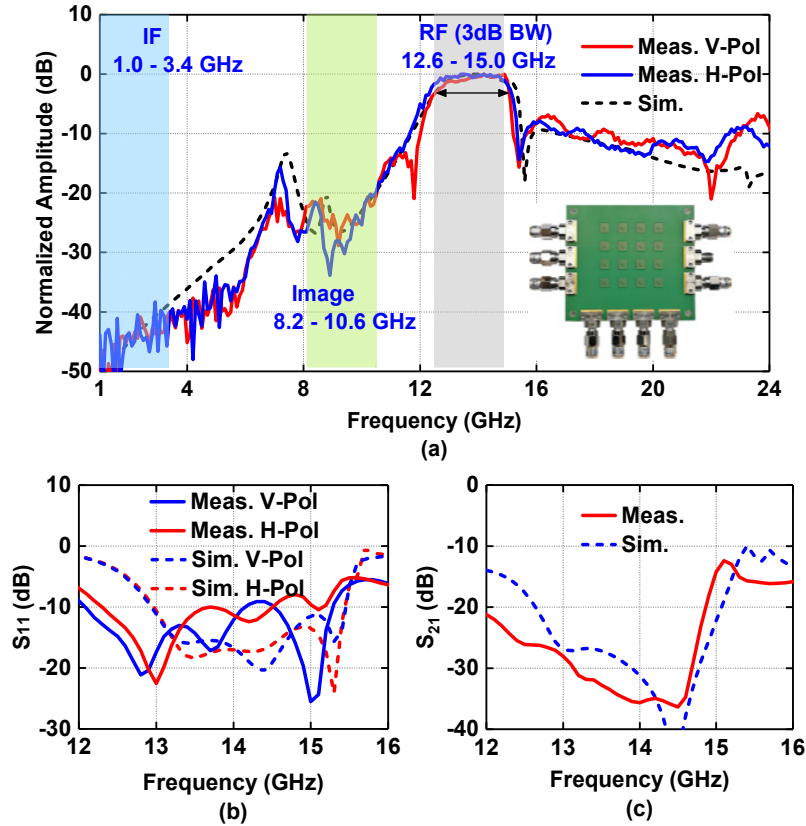 IF
1.0 - 3.4 GHz
RF (3dB BW)
12.6 - 15.0 GHz
Meas. V-Pol
Meas. H-Pol
Sim.
Image
8.2 - 10.6 GHz
Normalized Amplitude (dB)
10
0
-10
-20
-30
-40
-50
1
4
8
12
16
20
24
Frequency (GHz)
(a)
Meas. V-Pol
Meas. H-Pol
Sim. V-Pol
Sim. H-Pol
S11 (dB)
10
0
-10
-20
-30
12
13
14
15
16
Frequency (GHz)
(b)
Meas.
Sim.
S21 (dB)
0
-10
-20
-30
-40
12
13
14
15
16
Frequency (GHz)
(c)